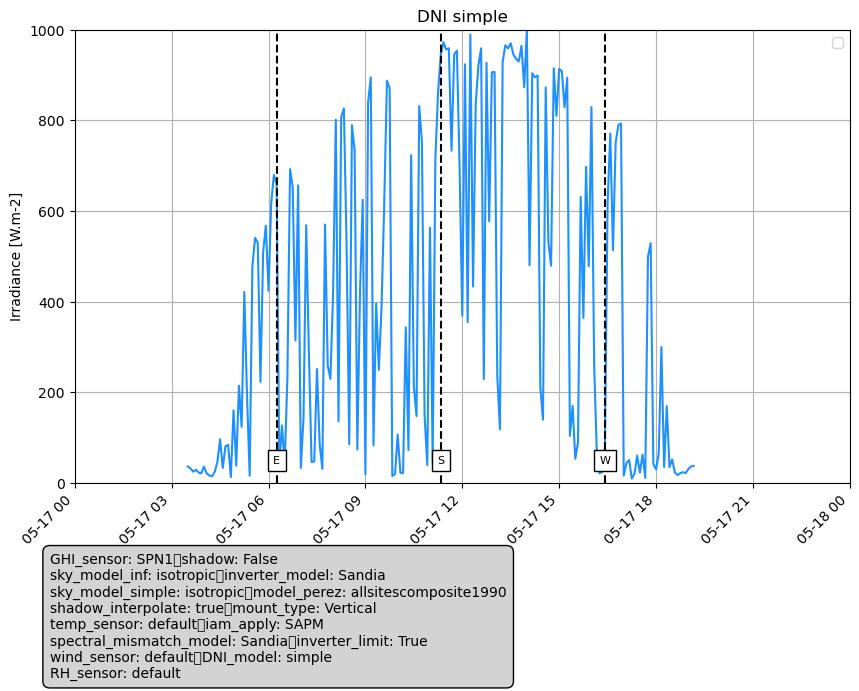 DNI simple
Irradiance [W.m-2]
1000
800
600
400
200
0
E
S
W
05-17 00
05-17 03
05-17 06
05-17 09
05-17 12
05-17 15
05-17 18
05-17 21
05-18 00
GHI_sensor: SPN1▯shadow: False
sky_model_inf: isotropic▯inverter_model: Sandia
sky_model_simple: isotropic▯model_perez: allsitescomposite1990
shadow_interpolate: true▯mount_type: Vertical
temp_sensor: default▯iam_apply: SAPM
spectral_mismatch_model: Sandia▯inverter_limit: True
wind_sensor: default▯DNI_model: simple
RH_sensor: default